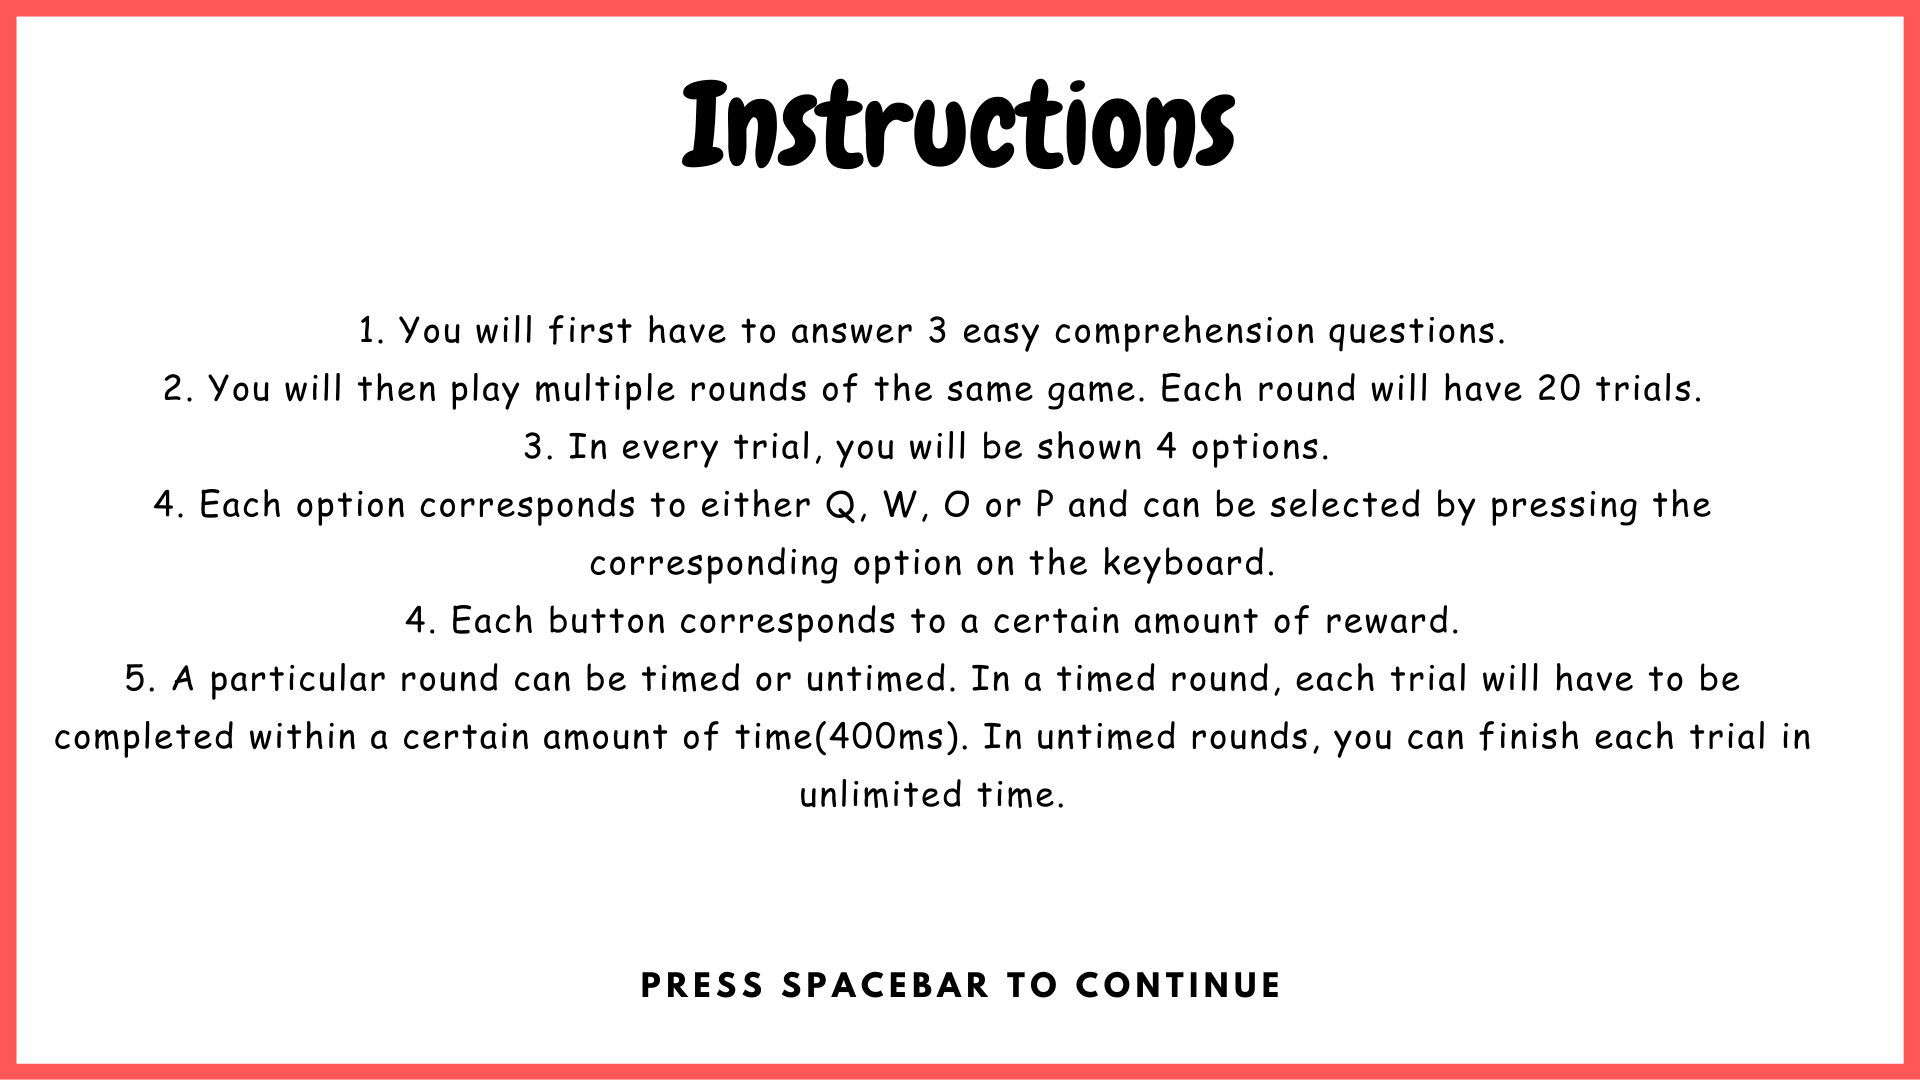 Instructions
1. You will first have to answer 3 easy comprehension questions.
2. You will then play multiple rounds of the same game. Each round will have 20 trials.
3. In every trial, you will be shown 4 options.
4. Each option corresponds to either Q, W, O or P and can be selected by pressing the
corresponding option on the keyboard.
4. Each button corresponds to a certain amount of reward.
5. A particular round can be timed or untimed. In a timed round, each trial will have to be
completed within a certain amount of time(400ms). In untimed rounds, you can finish each trial in
unlimited time.
PRESS SPACEBAR TO CONTINUE